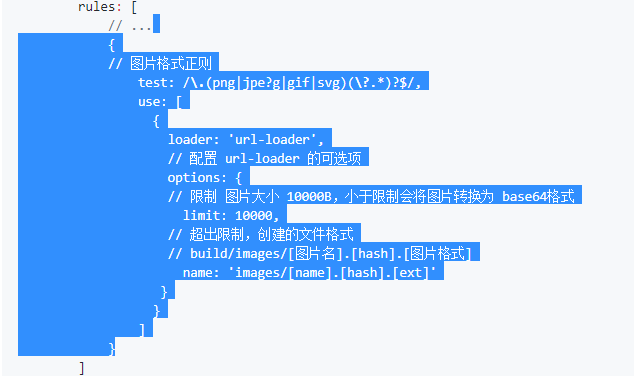 rules: [
// ...
{
// 图片格式正则
test: /\.(png|jpe?g|gif|svg)(\?.*)?$/,
use: [
{
loader: 'url-loader',
// 配置 url-loader 的可选项
options: {
// 限制 图片大小 10000B，小于限制会将图片转换为 base64格式
limit: 10000,
// 超出限制，创建的文件格式
// build/images/[图片名].[hash].[图片格式]
name: 'images/[name].[hash].[ext]'
}
}
]
}
]